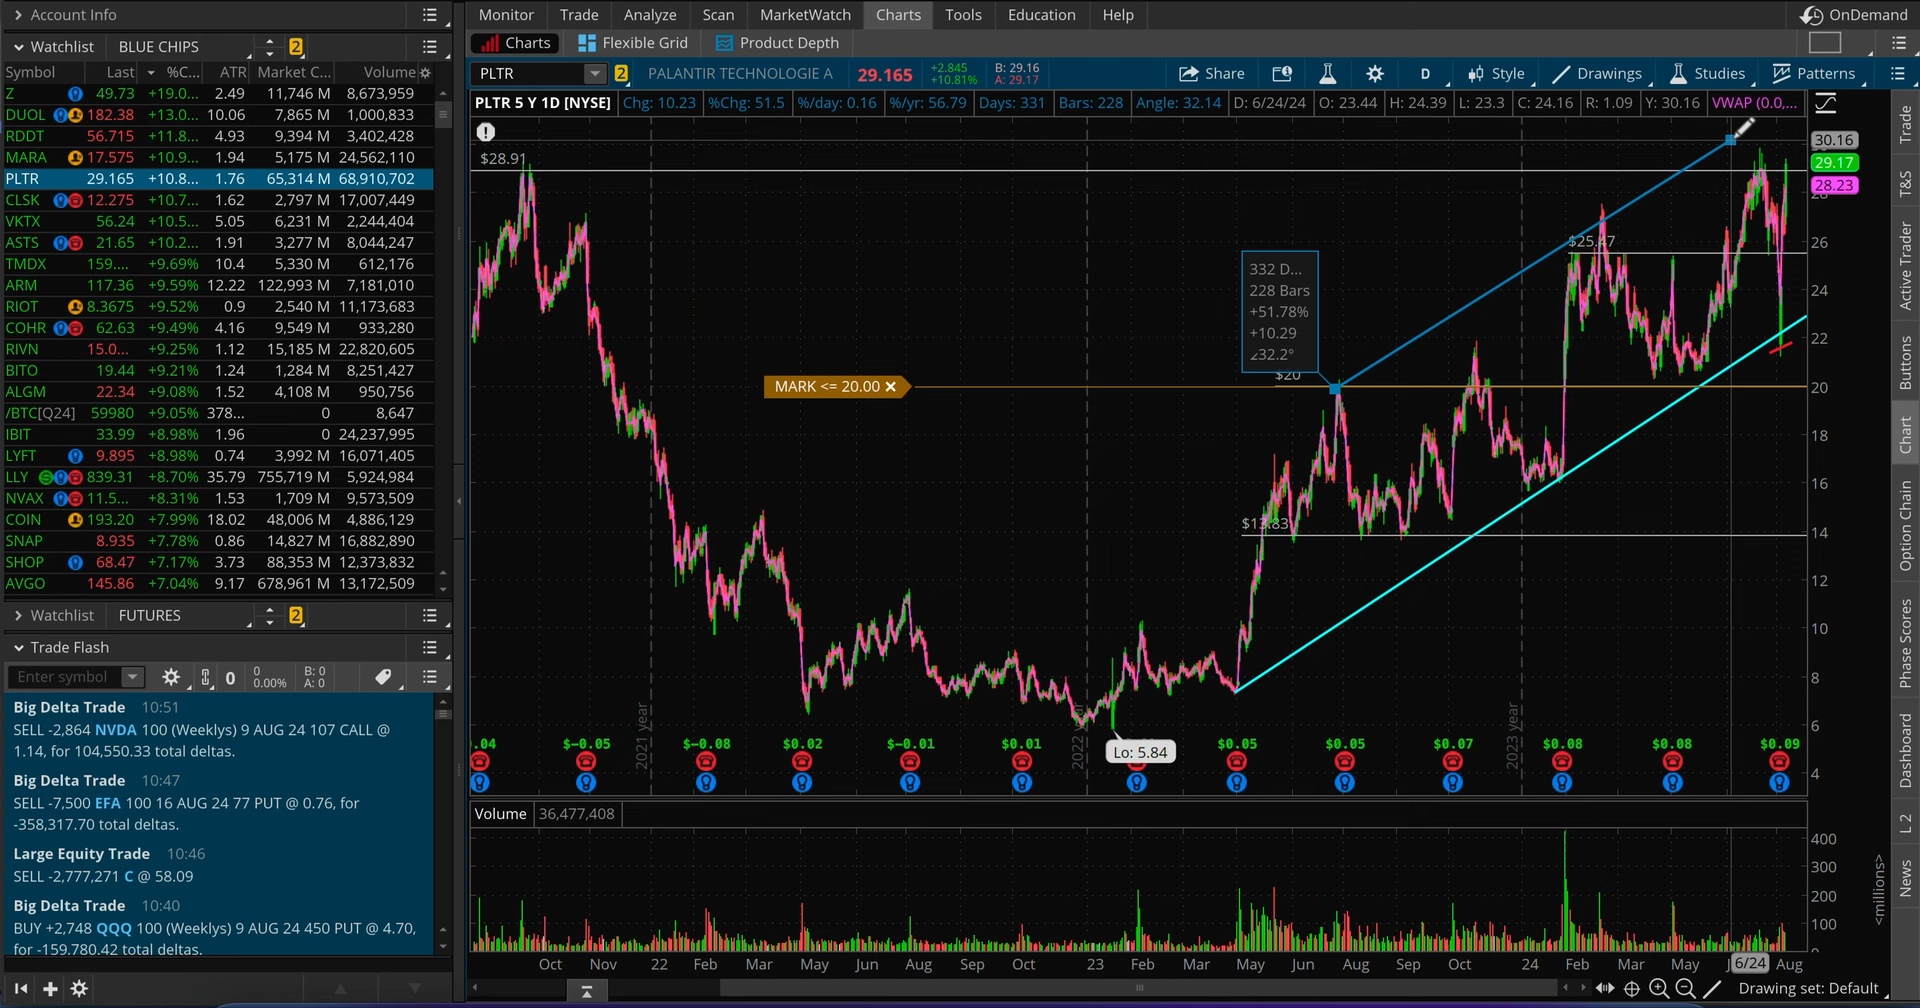 Account Info
Monitor Trade Analyze Scan MarketWatch Charts Tools Education Help
OnDemand
Watchlist BLUE CHIPS 2
Charts Flexible Grid Product Depth
Symbol Last %C... ATR Market C... Volume
Z 49.73 +19.0... 2.49 11,746 M 8,673,959
DUOL 182.38 +13.0... 10.06 7,865 M 1,000,833
RDDT 56.715 +11.8... 4.93 9,394 M 3,402,428
MARA 17.575 +10.9... 1.94 5,175 M 24,562,110
PLTR 29.165 +10.8... 1.76 65,314 M 68,910,702
CLSK 12.275 +10.7... 1.62 2,797 M 17,007,449
VKTX 56.24 +10.5... 5.05 6,231 M 2,244,404
ASTS 21.65 +10.2... 1.91 3,277 M 8,044,247
TMDX 159.... +9.69% 10.4 5,330 M 612,176
ARM 117.36 +9.59% 12.22 122,993 M 7,181,010
RIOT 8.3675 +9.52% 0.9 2,540 M 11,173,683
COHR 62.63 +9.49% 4.16 9,549 M 933,280
RIVN 15.0... +9.25% 1.12 15,185 M 22,820,605
BITO 19.44 +9.21% 1.24 1,284 M 8,251,427
ALGM 22.34 +9.08% 1.52 4,108 M 950,756
/BTC[Q24] 59980 +9.05% 378... 0 8,647
IBIT 33.99 +8.98% 1.96 0 24,237,995
LYFT 9.895 +8.98% 0.74 3,992 M 16,071,405
LLY 839.31 +8.70% 35.79 755,719 M 5,924,984
NVAX 11.5... +8.31% 1.53 1,709 M 9,573,509
COIN 193.20 +7.99% 18.02 48,006 M 4,886,129
SNAP 8.935 +7.78% 0.86 14,827 M 16,882,890
SHOP 68.47 +7.17% 3.73 88,353 M 12,373,832
AVGO 145.86 +7.04% 9.17 678,961 M 13,172,509
Watchlist FUTURES 2
Trade Flash
Enter symbol 0 0 0.00% B: 0 A: 0
Big Delta Trade 10:51
SELL -2,864 NVDA 100 (Weeklys) 9 AUG 24 107 CALL @
1.14, for 104,550.33 total deltas.
Big Delta Trade 10:47
SELL -7,500 EFA 100 16 AUG 24 77 PUT @ 0.76, for
-358,317.70 total deltas.
Large Equity Trade 10:46
SELL -2,777,271 C @ 58.09
Big Delta Trade 10:40
BUY +2,748 QQQ 100 (Weeklys) 9 AUG 24 450 PUT @ 4.70,
for -159,780.42 total deltas.
PLTR 2 PALANTIR TECHNOLOGIE A 29.165 +2.845 +10.81% B: 29.16 A: 29.17 Share D Style Drawings Studies Patterns
PLTR 5 Y 1D [NYSE] Chg: 10.23 %Chg: 51.5 %/day: 0.16 %/yr: 56.79 Days: 331 Bars: 228 Angle: 32.14 D: 6/24/24 O: 23.44 H: 24.39 L: 23.3 C: 24.16 R: 1.09 Y: 30.16 VWAP (0.0,...
30.16
$28.91
29.17
28.23
$25.47
332 D...
228 Bars
+51.78%
+10.29
∠32.2°
$20
MARK <= 20.00
$13.83
26
24
22
20
18
16
14
12
10
8
6
4
2021 year
2022 year
2023 year
Lo: 5.84
.04 $-0.05 $-0.08 $0.02 $-0.01 $0.01 $0.05 $0.05 $0.07 $0.08 $0.08 $0.09
Volume 36,477,408
400
300
200
100
<millions>
Oct Nov 22 Feb Mar May Jun Aug Sep Oct 23 Feb Mar May Jun Aug Sep Oct 24 Feb Mar May 6/24 Aug
Drawing set: Default
Trade
T&S
Active Trader
Buttons
Chart
Option Chain
Phase Scores
Dashboard
L 2
News